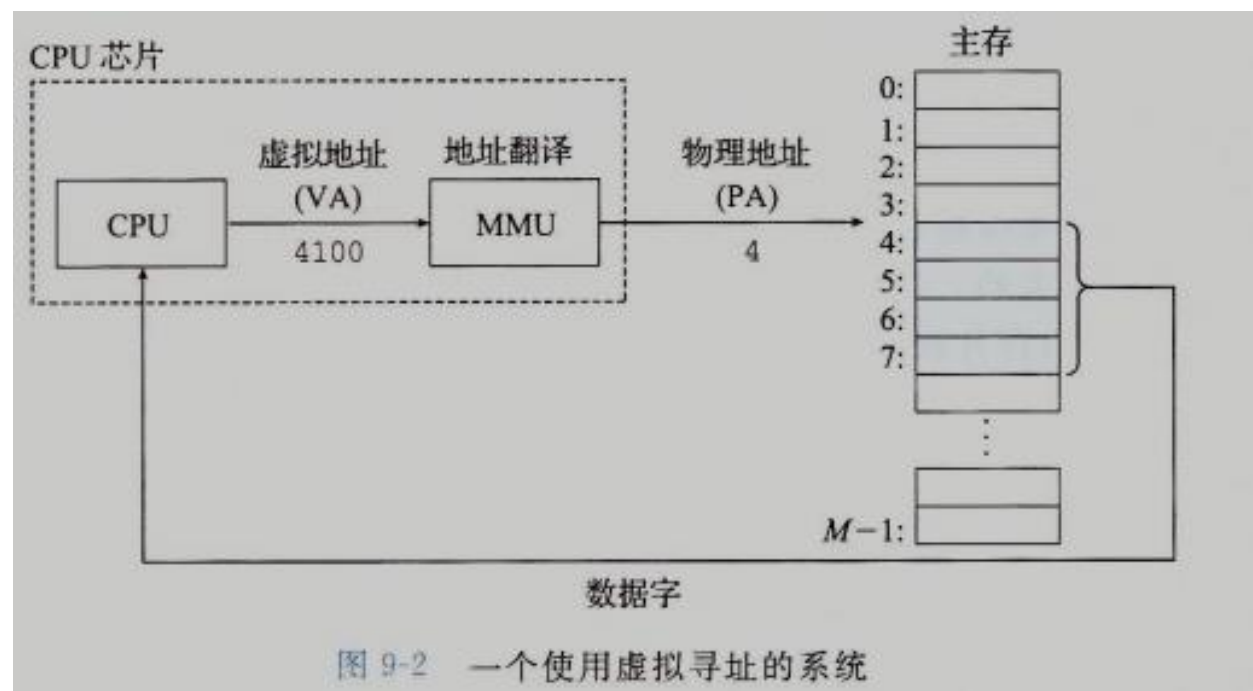 CPU 芯片
主存
虚拟地址
(VA)
4100
地址翻译
物理地址
(PA)
4
CPU
MMU
0:
1:
2:
3:
4:
5:
6:
7:
⋮
M-1:
数据字
图 9-2 一个使用虚拟寻址的系统